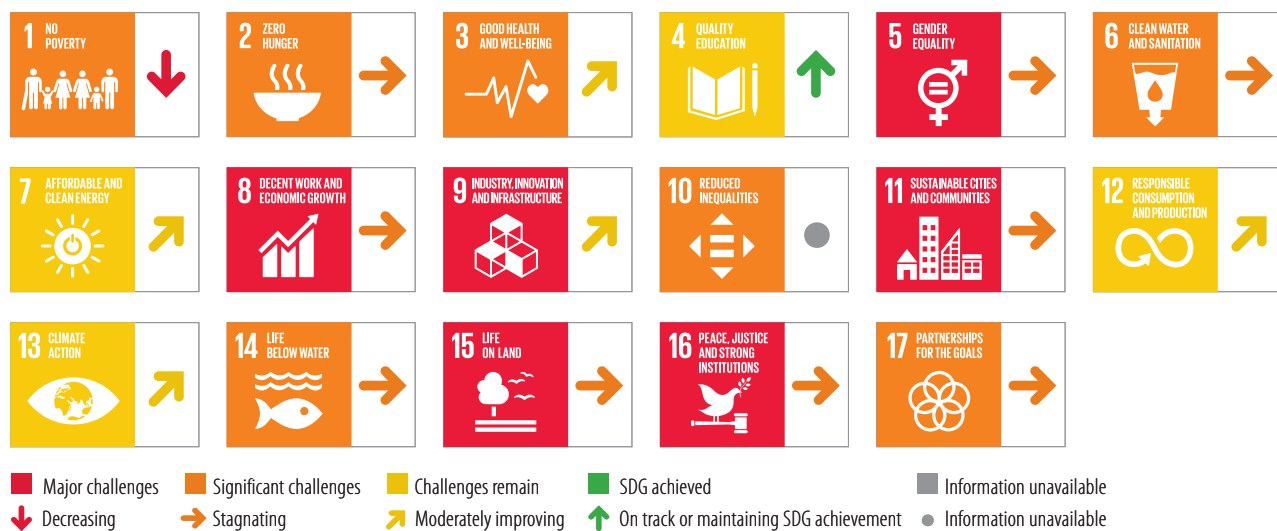 1 NO
POVERTY
2 ZERO
HUNGER
3 GOOD HEALTH
AND WELL-BEING
4 QUALITY
EDUCATION
5 GENDER
EQUALITY
6 CLEAN WATER
AND SANITATION
7 AFFORDABLE AND
CLEAN ENERGY
8 DECENT WORK AND
ECONOMIC GROWTH
9 INDUSTRY, INNOVATION
AND INFRASTRUCTURE
10 REDUCED
INEQUALITIES
11 SUSTAINABLE CITIES
AND COMMUNITIES
12 RESPONSIBLE
CONSUMPTION
AND PRODUCTION
13 CLIMATE
ACTION
14 LIFE
BELOW WATER
15 LIFE
ON LAND
16 PEACE, JUSTICE
AND STRONG
INSTITUTIONS
17 PARTNERSHIPS
FOR THE GOALS
Major challenges
Significant challenges
Challenges remain
SDG achieved
Information unavailable
Decreasing
Stagnating
Moderately improving
On track or maintaining SDG achievement
Information unavailable